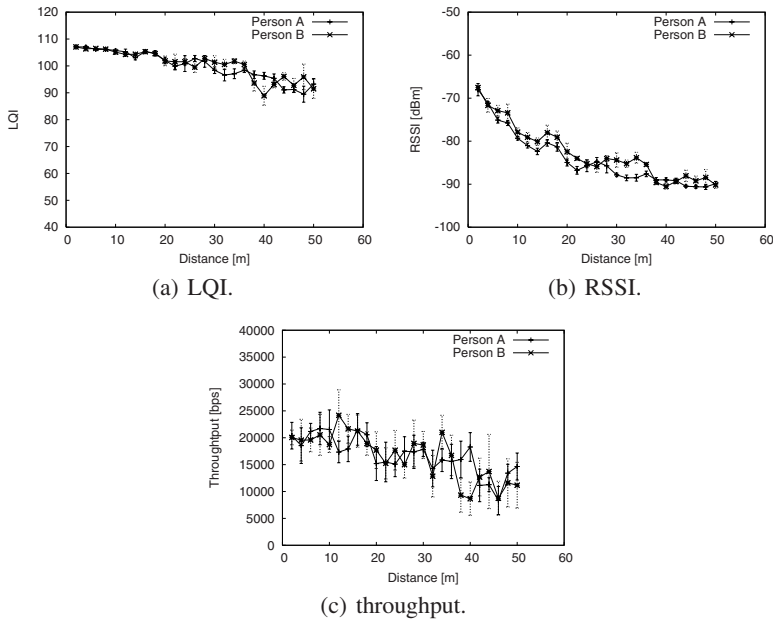 120
110
100
90
80
70
60
50
40
LQI
0 10 20 30 40 50 60
Distance [m]
Person A
Person B
(a) LQI.
-50
-60
-70
-80
-90
-100
RSSI [dBm]
0 10 20 30 40 50 60
Distance [m]
Person A
Person B
(b) RSSI.
40000
35000
30000
25000
20000
15000
10000
5000
0
Throughtput [bps]
0 10 20 30 40 50 60
Distance [m]
Person A
Person B
(c) throughput.